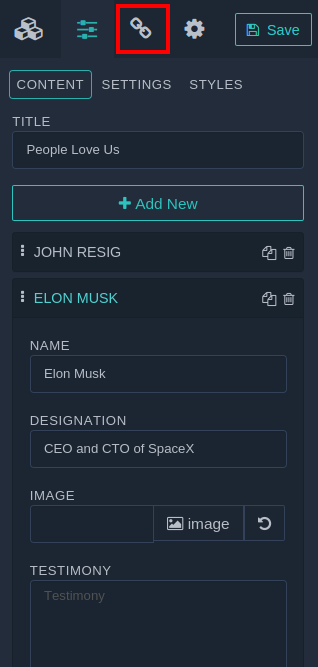 Save
CONTENT SETTINGS STYLES
TITLE
People Love Us
Add New
JOHN RESIG
ELON MUSK
NAME
Elon Musk
DESIGNATION
CEO and CTO of SpaceX
IMAGE
image
TESTIMONY
Testimony